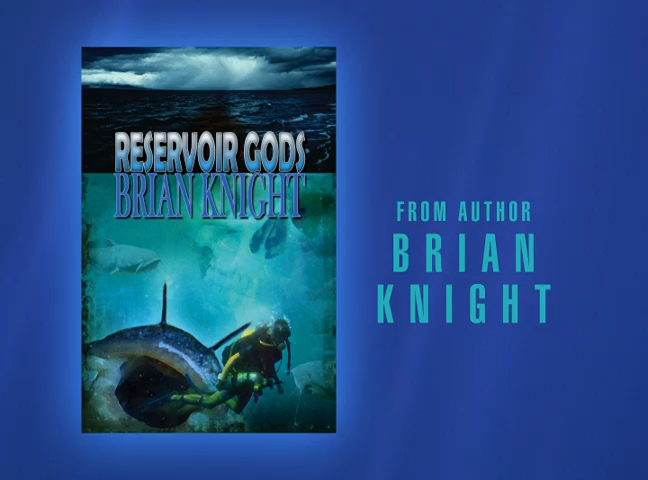 RESERVOIR GODS
BRIAN KNIGHT
FROM AUTHOR
BRIAN
KNIGHT